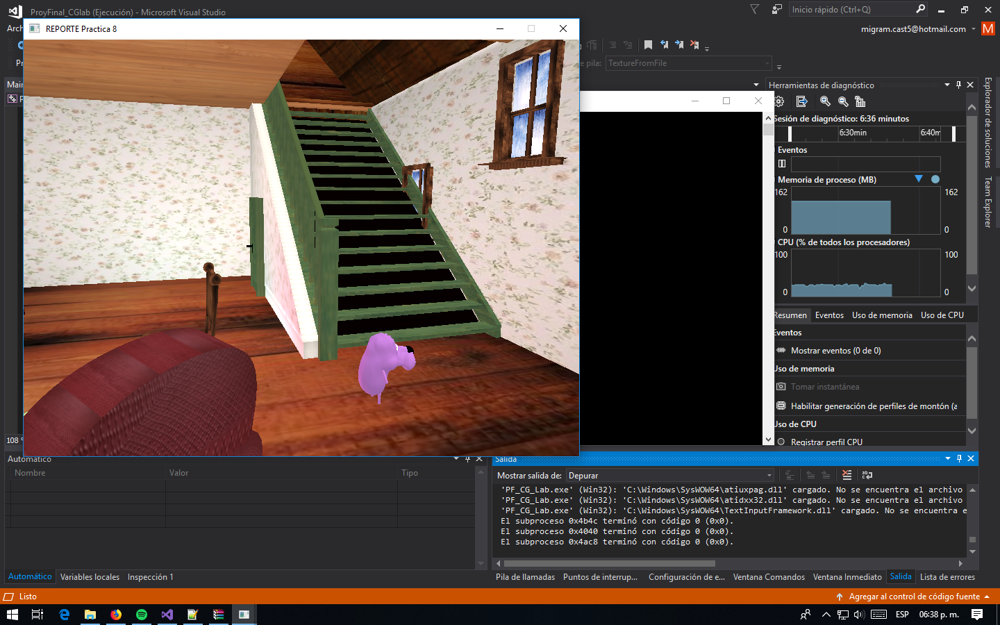 ProyFinal_CGlab (Ejecución) - Microsoft Visual Studio
Inicio rápido (Ctrl+Q)
Arch
REPORTE Practica 8
migram.cast5@hotmail.com
M
e pila:
TextureFromFile
Main
Herramientas de diagnóstico
Sesión de diagnóstico: 6:36 minutos
6:30min
6:40m
Eventos
Memoria de proceso (MB)
162
162
0
0
CPU (% de todos los procesadores)
100
100
0
0
Resumen
Eventos
Uso de memoria
Uso de CPU
Eventos
Mostrar eventos (0 de 0)
Uso de memoria
Tomar instantánea
Habilitar generación de perfiles de montón (a
Uso de CPU
Registrar perfil CPU
Explorador de soluciones
Team Explorer
108 %
Automático
Nombre
Valor
Tipo
Automático
Variables locales
Inspección 1
Salida
Mostrar salida de:
Depurar
'PF_CG_Lab.exe' (Win32): 'C:\Windows\SysWOW64\atiuxpag.dll' cargado. No se encuentra el archivo
'PF_CG_Lab.exe' (Win32): 'C:\Windows\SysWOW64\atidxx32.dll' cargado. No se encuentra el archivo
'PF_CG_Lab.exe' (Win32): 'C:\Windows\SysWOW64\TextInputFramework.dll' cargado. No se encuentra e
El subproceso 0x4b4c terminó con código 0 (0x0).
El subproceso 0x4040 terminó con código 0 (0x0).
El subproceso 0x4ac8 terminó con código 0 (0x0).
Pila de llamadas
Puntos de interrup...
Configuración de e...
Ventana Comandos
Ventana Inmediato
Salida
Lista de errores
Listo
Agregar al control de código fuente
ESP
06:38 p. m.